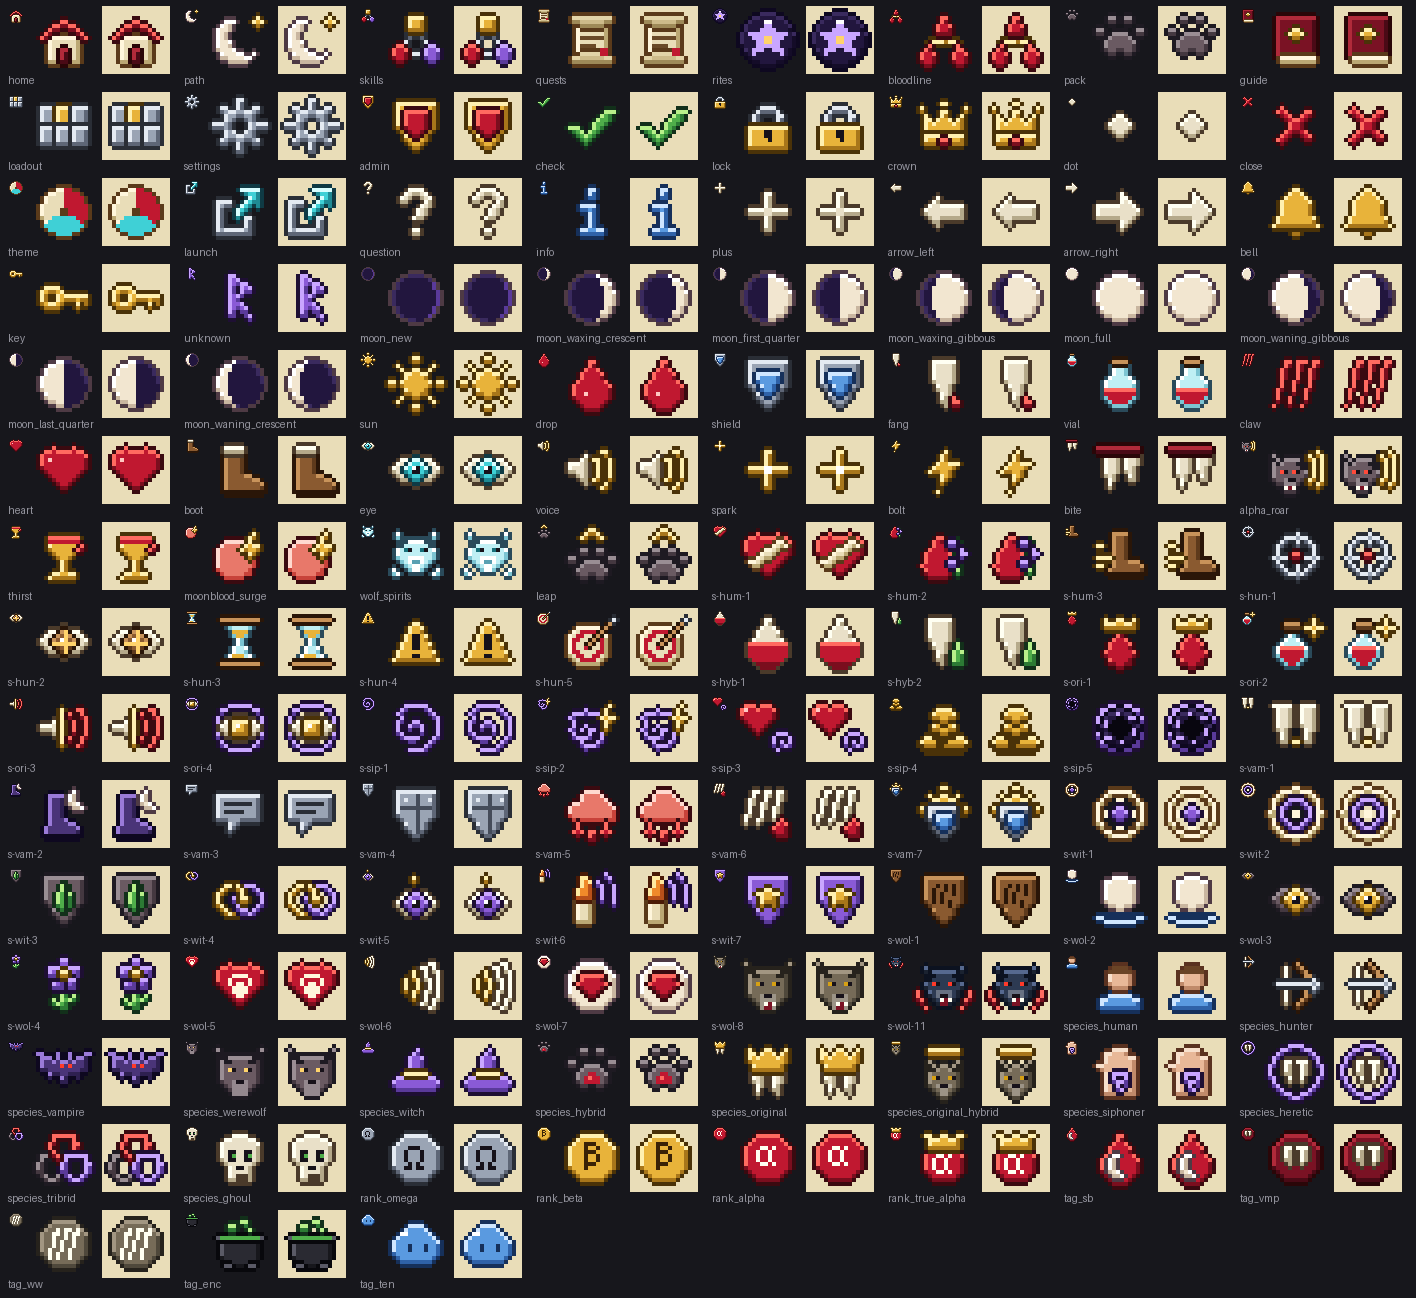 home path skills quests rites bloodline pack guide
loadout settings admin check lock crown dot close
theme launch question info plus arrow_left arrow_right bell
key unknown moon_new moon_waxing_crescent moon_first_quarter moon_waxing_gibbous moon_full moon_waning_gibbous
moon_last_quarter moon_waning_crescent sun drop shield fang vial claw
heart boot eye voice spark bolt bite alpha_roar
thirst moonblood_surge wolf_spirits leap s-hum-1 s-hum-2 s-hum-3 s-hun-1
s-hun-2 s-hun-3 s-hun-4 s-hun-5 s-hyb-1 s-hyb-2 s-ori-1 s-ori-2
s-ori-3 s-ori-4 s-sip-1 s-sip-2 s-sip-3 s-sip-4 s-sip-5 s-vam-1
s-vam-2 s-vam-3 s-vam-4 s-vam-5 s-vam-6 s-vam-7 s-wit-1 s-wit-2
s-wit-3 s-wit-4 s-wit-5 s-wit-6 s-wit-7 s-wol-1 s-wol-2 s-wol-3
s-wol-4 s-wol-5 s-wol-6 s-wol-7 s-wol-8 s-wol-11 species_human species_hunter
species_vampire species_werewolf species_witch species_hybrid species_original species_original_hybrid species_siphoner species_heretic
Ω Ω β β α α α α
species_tribrid species_ghoul rank_omega rank_beta rank_alpha rank_true_alpha tag_sb tag_vmp
tag_ww tag_enc tag_ten